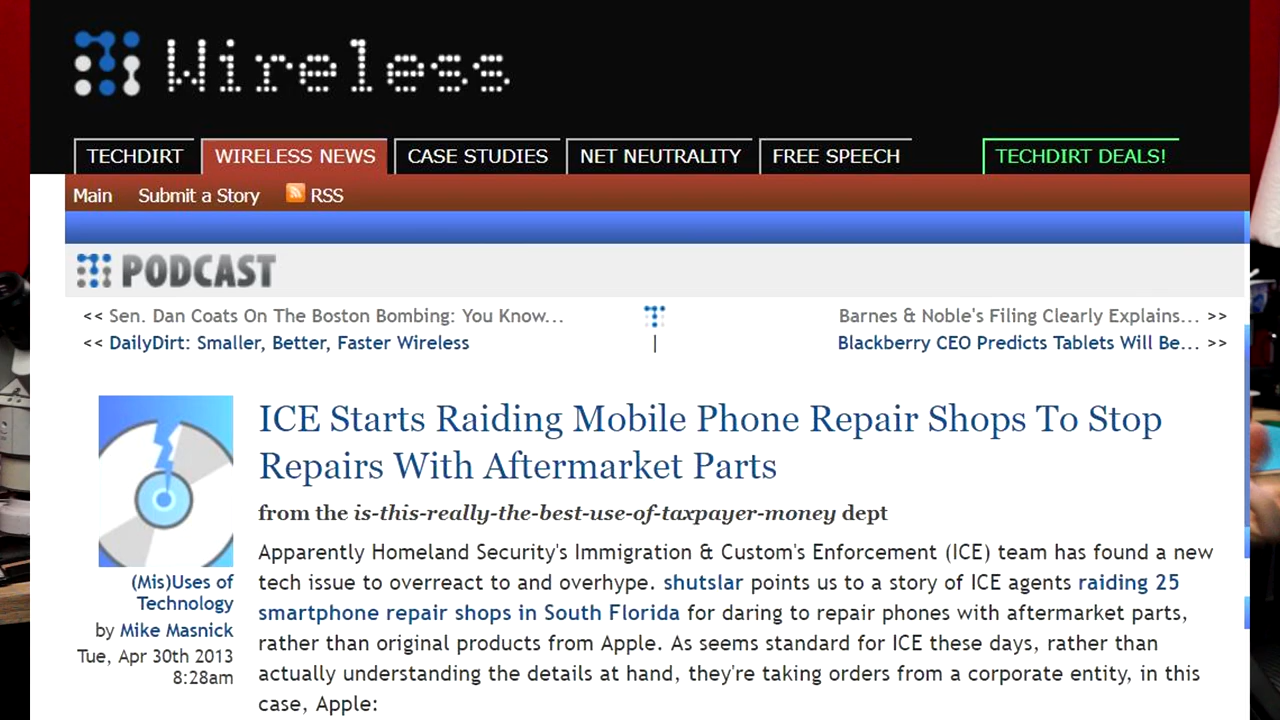 Wireless
TECHDIRT WIRELESS NEWS CASE STUDIES NET NEUTRALITY FREE SPEECH TECHDIRT DEALS!
Main Submit a Story RSS
PODCAST
<< Sen. Dan Coats On The Boston Bombing: You Know... Barnes & Noble's Filing Clearly Explains... >>
<< DailyDirt: Smaller, Better, Faster Wireless | Blackberry CEO Predicts Tablets Will Be... >>
ICE Starts Raiding Mobile Phone Repair Shops To Stop
Repairs With Aftermarket Parts
from the is-this-really-the-best-use-of-taxpayer-money dept
(Mis)Uses of
Technology
by Mike Masnick
Tue, Apr 30th 2013
8:28am
Apparently Homeland Security's Immigration & Custom's Enforcement (ICE) team has found a new
tech issue to overreact to and overhype. shutslar points us to a story of ICE agents raiding 25
smartphone repair shops in South Florida for daring to repair phones with aftermarket parts,
rather than original products from Apple. As seems standard for ICE these days, rather than
actually understanding the details at hand, they're taking orders from a corporate entity, in this
case, Apple: